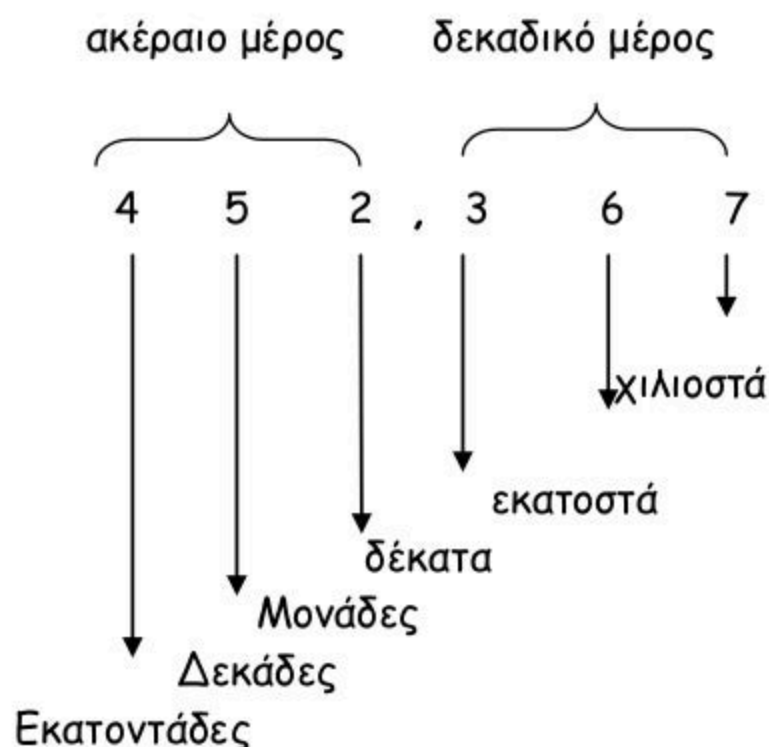 ακέραιο μέρος δεκαδικό μέρος
4 5 2 , 3 6 7
χιλιοστά
εκατοστά
δέκατα
Μονάδες
Δεκάδες
Εκατοντάδες